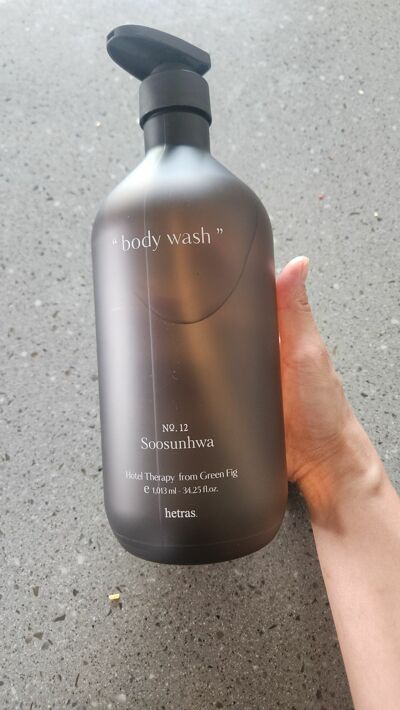 “ body wash ”
№. 12
Soosunhwa
Hotel Therapy from Green Fig
℮ 1,013 ml - 34.25 fl.oz.
hetras.